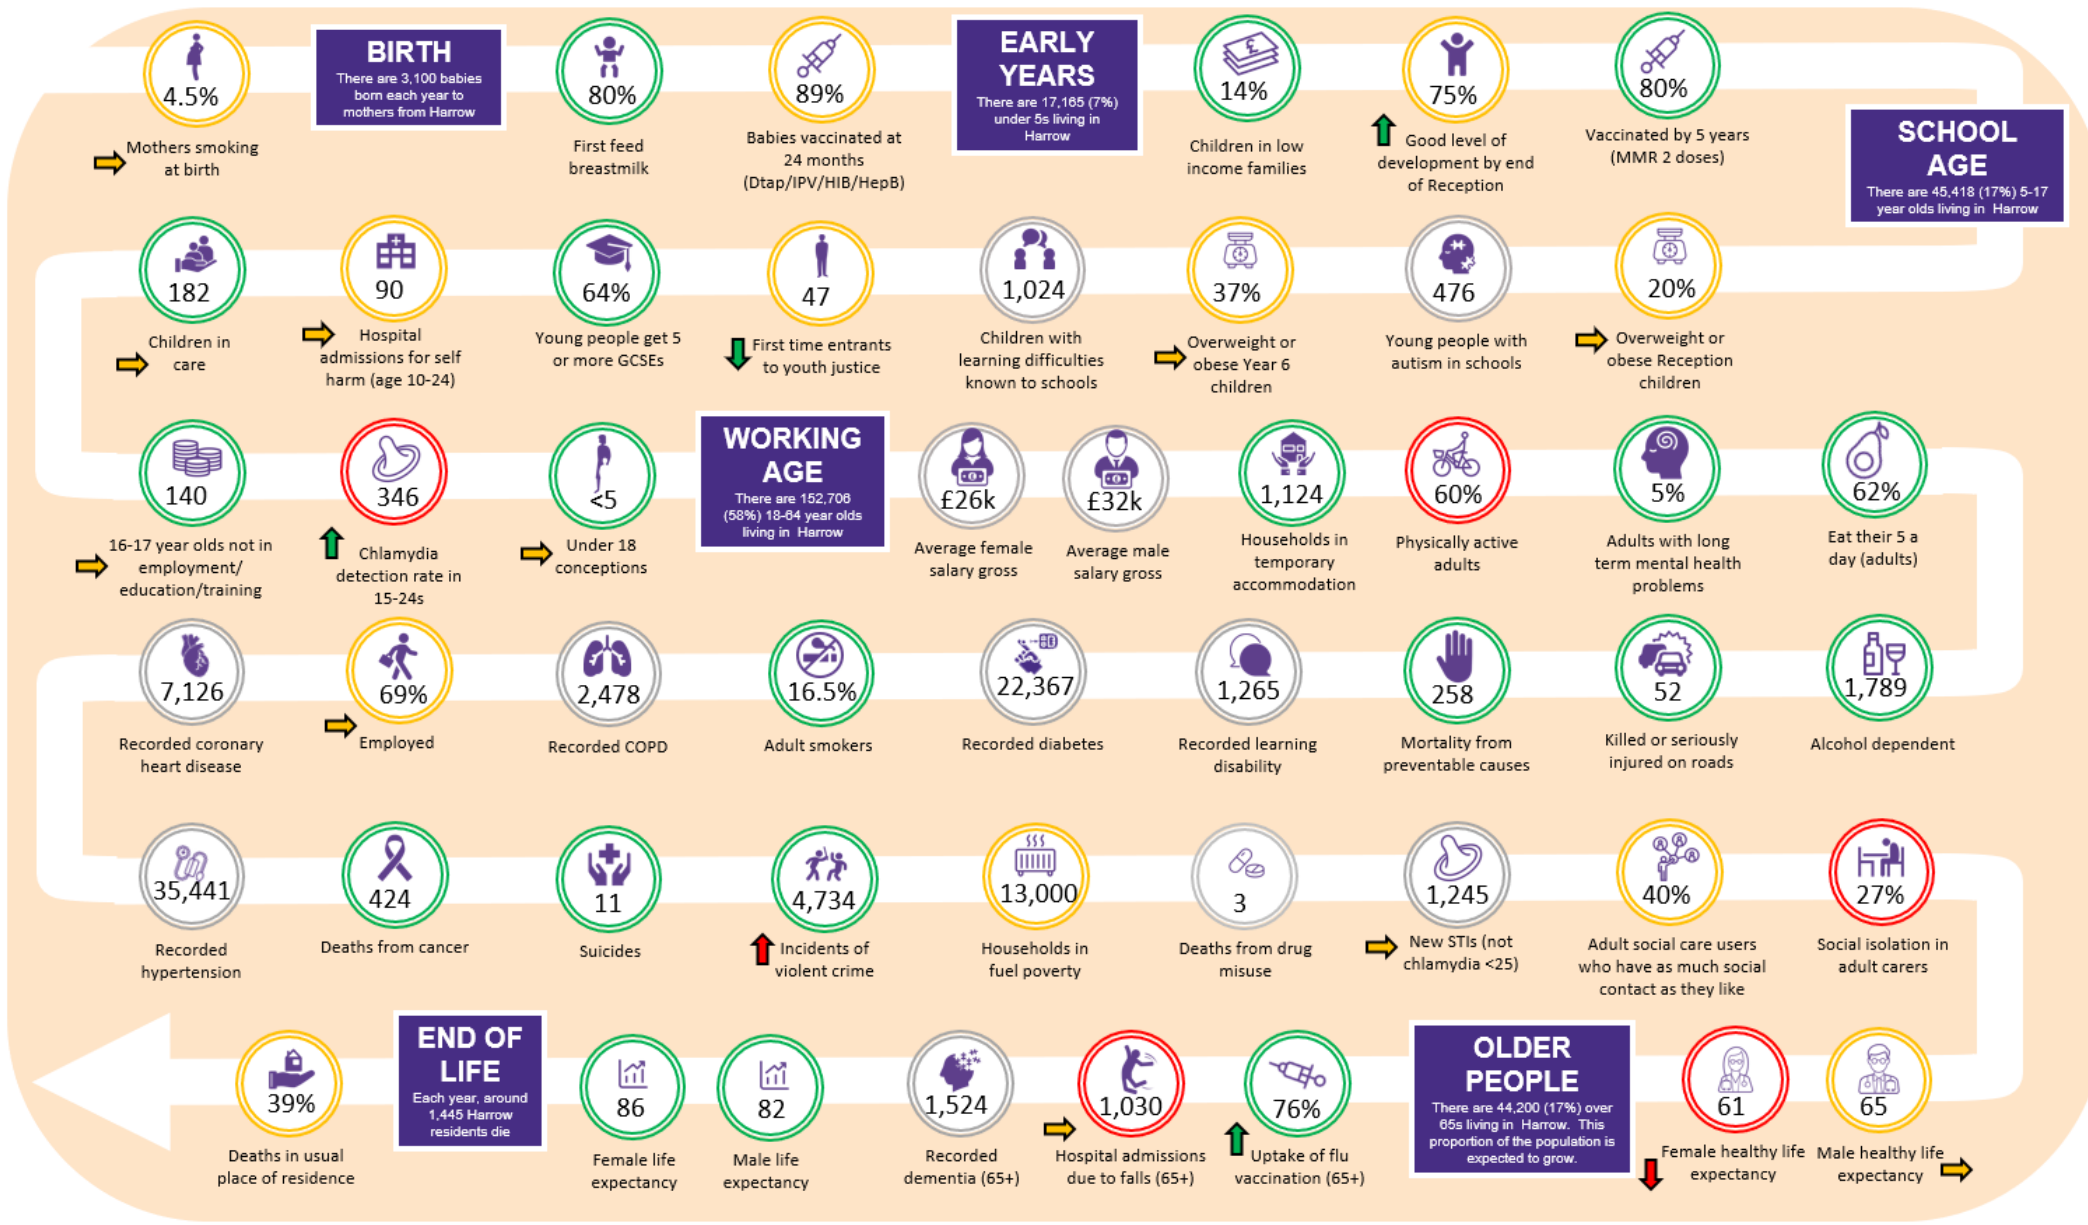 4.5%
Mothers smoking
at birth
BIRTH
There are 3,100 babies
born each year to
mothers from Harrow
80%
First feed
breastmilk
89%
Babies vaccinated at
24 months
(Dtap/IPV/HIB/HepB)
EARLY
YEARS
There are 17,165 (7%)
under 5s living in
Harrow
£
14%
Children in low
income families
75%
Good level of
development by end
of Reception
80%
Vaccinated by 5 years
(MMR 2 doses)
SCHOOL
AGE
There are 45,418 (17%) 5-17
year olds living in Harrow
182
Children in
care
90
Hospital
admissions for self
harm (age 10-24)
64%
Young people get 5
or more GCSEs
47
First time entrants
to youth justice
1,024
Children with
learning difficulties
known to schools
37%
Overweight or
obese Year 6
children
476
Young people with
autism in schools
20%
Overweight or
obese Reception
children
140
16-17 year olds not in
employment/
education/training
346
Chlamydia
detection rate in
15-24s
<5
Under 18
conceptions
WORKING
AGE
There are 152,706
(58%) 18-64 year olds
living in Harrow
£26k
Average female
salary gross
£32k
Average male
salary gross
1,124
Households in
temporary
accommodation
60%
Physically active
adults
5%
Adults with long
term mental health
problems
62%
Eat their 5 a
day (adults)
7,126
Recorded coronary
heart disease
69%
Employed
2,478
Recorded COPD
16.5%
Adult smokers
22,367
Recorded diabetes
1,265
Recorded learning
disability
258
Mortality from
preventable causes
52
Killed or seriously
injured on roads
1,789
Alcohol dependent
35,441
Recorded
hypertension
424
Deaths from cancer
11
Suicides
4,734
Incidents of
violent crime
13,000
Households in
fuel poverty
3
Deaths from drug
misuse
1,245
New STIs (not
chlamydia <25)
40%
Adult social care users
who have as much social
contact as they like
27%
Social isolation in
adult carers
39%
Deaths in usual
place of residence
END OF
LIFE
Each year, around
1,445 Harrow
residents die
86
Female life
expectancy
82
Male life
expectancy
1,524
Recorded
dementia (65+)
1,030
Hospital admissions
due to falls (65+)
76%
Uptake of flu
vaccination (65+)
OLDER
PEOPLE
There are 44,200 (17%) over
65s living in Harrow. This
proportion of the population is
expected to grow.
61
Female healthy life
expectancy
65
Male healthy life
expectancy